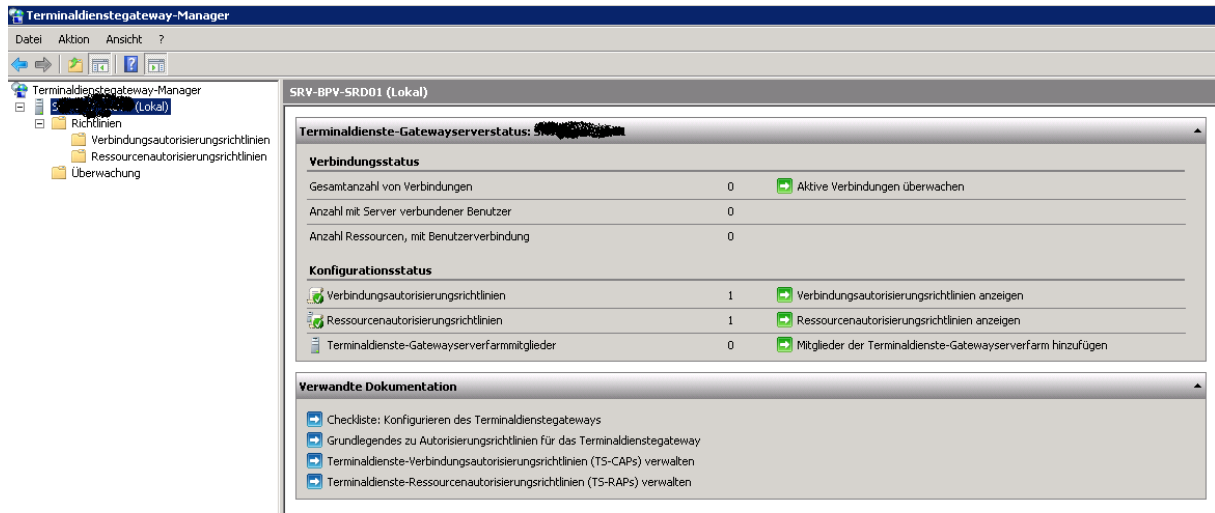 Terminaldienstegateway-Manager
Datei Aktion Ansicht ?
Terminaldienstegateway-Manager
(Lokal)
Richtlinien
Verbindungsautorisierungsrichtlinien
Ressourcenautorisierungsrichtlinien
Überwachung
SRV-BPV-SRD01 (Lokal)
Terminaldienste-Gatewayserverstatus:
Verbindungsstatus
Gesamtanzahl von Verbindungen 0 Aktive Verbindungen überwachen
Anzahl mit Server verbundener Benutzer 0
Anzahl Ressourcen, mit Benutzerverbindung 0
Konfigurationsstatus
Verbindungsautorisierungsrichtlinien 1 Verbindungsautorisierungsrichtlinien anzeigen
Ressourcenautorisierungsrichtlinien 1 Ressourcenautorisierungsrichtlinien anzeigen
Terminaldienste-Gatewayserverfarmmitglieder 0 Mitglieder der Terminaldienste-Gatewayserverfarm hinzufügen
Verwandte Dokumentation
Checkliste: Konfigurieren des Terminaldienstegateways
Grundlegendes zu Autorisierungsrichtlinien für das Terminaldienstegateway
Terminaldienste-Verbindungsautorisierungsrichtlinien (TS-CAPs) verwalten
Terminaldienste-Ressourcenautorisierungsrichtlinien (TS-RAPs) verwalten